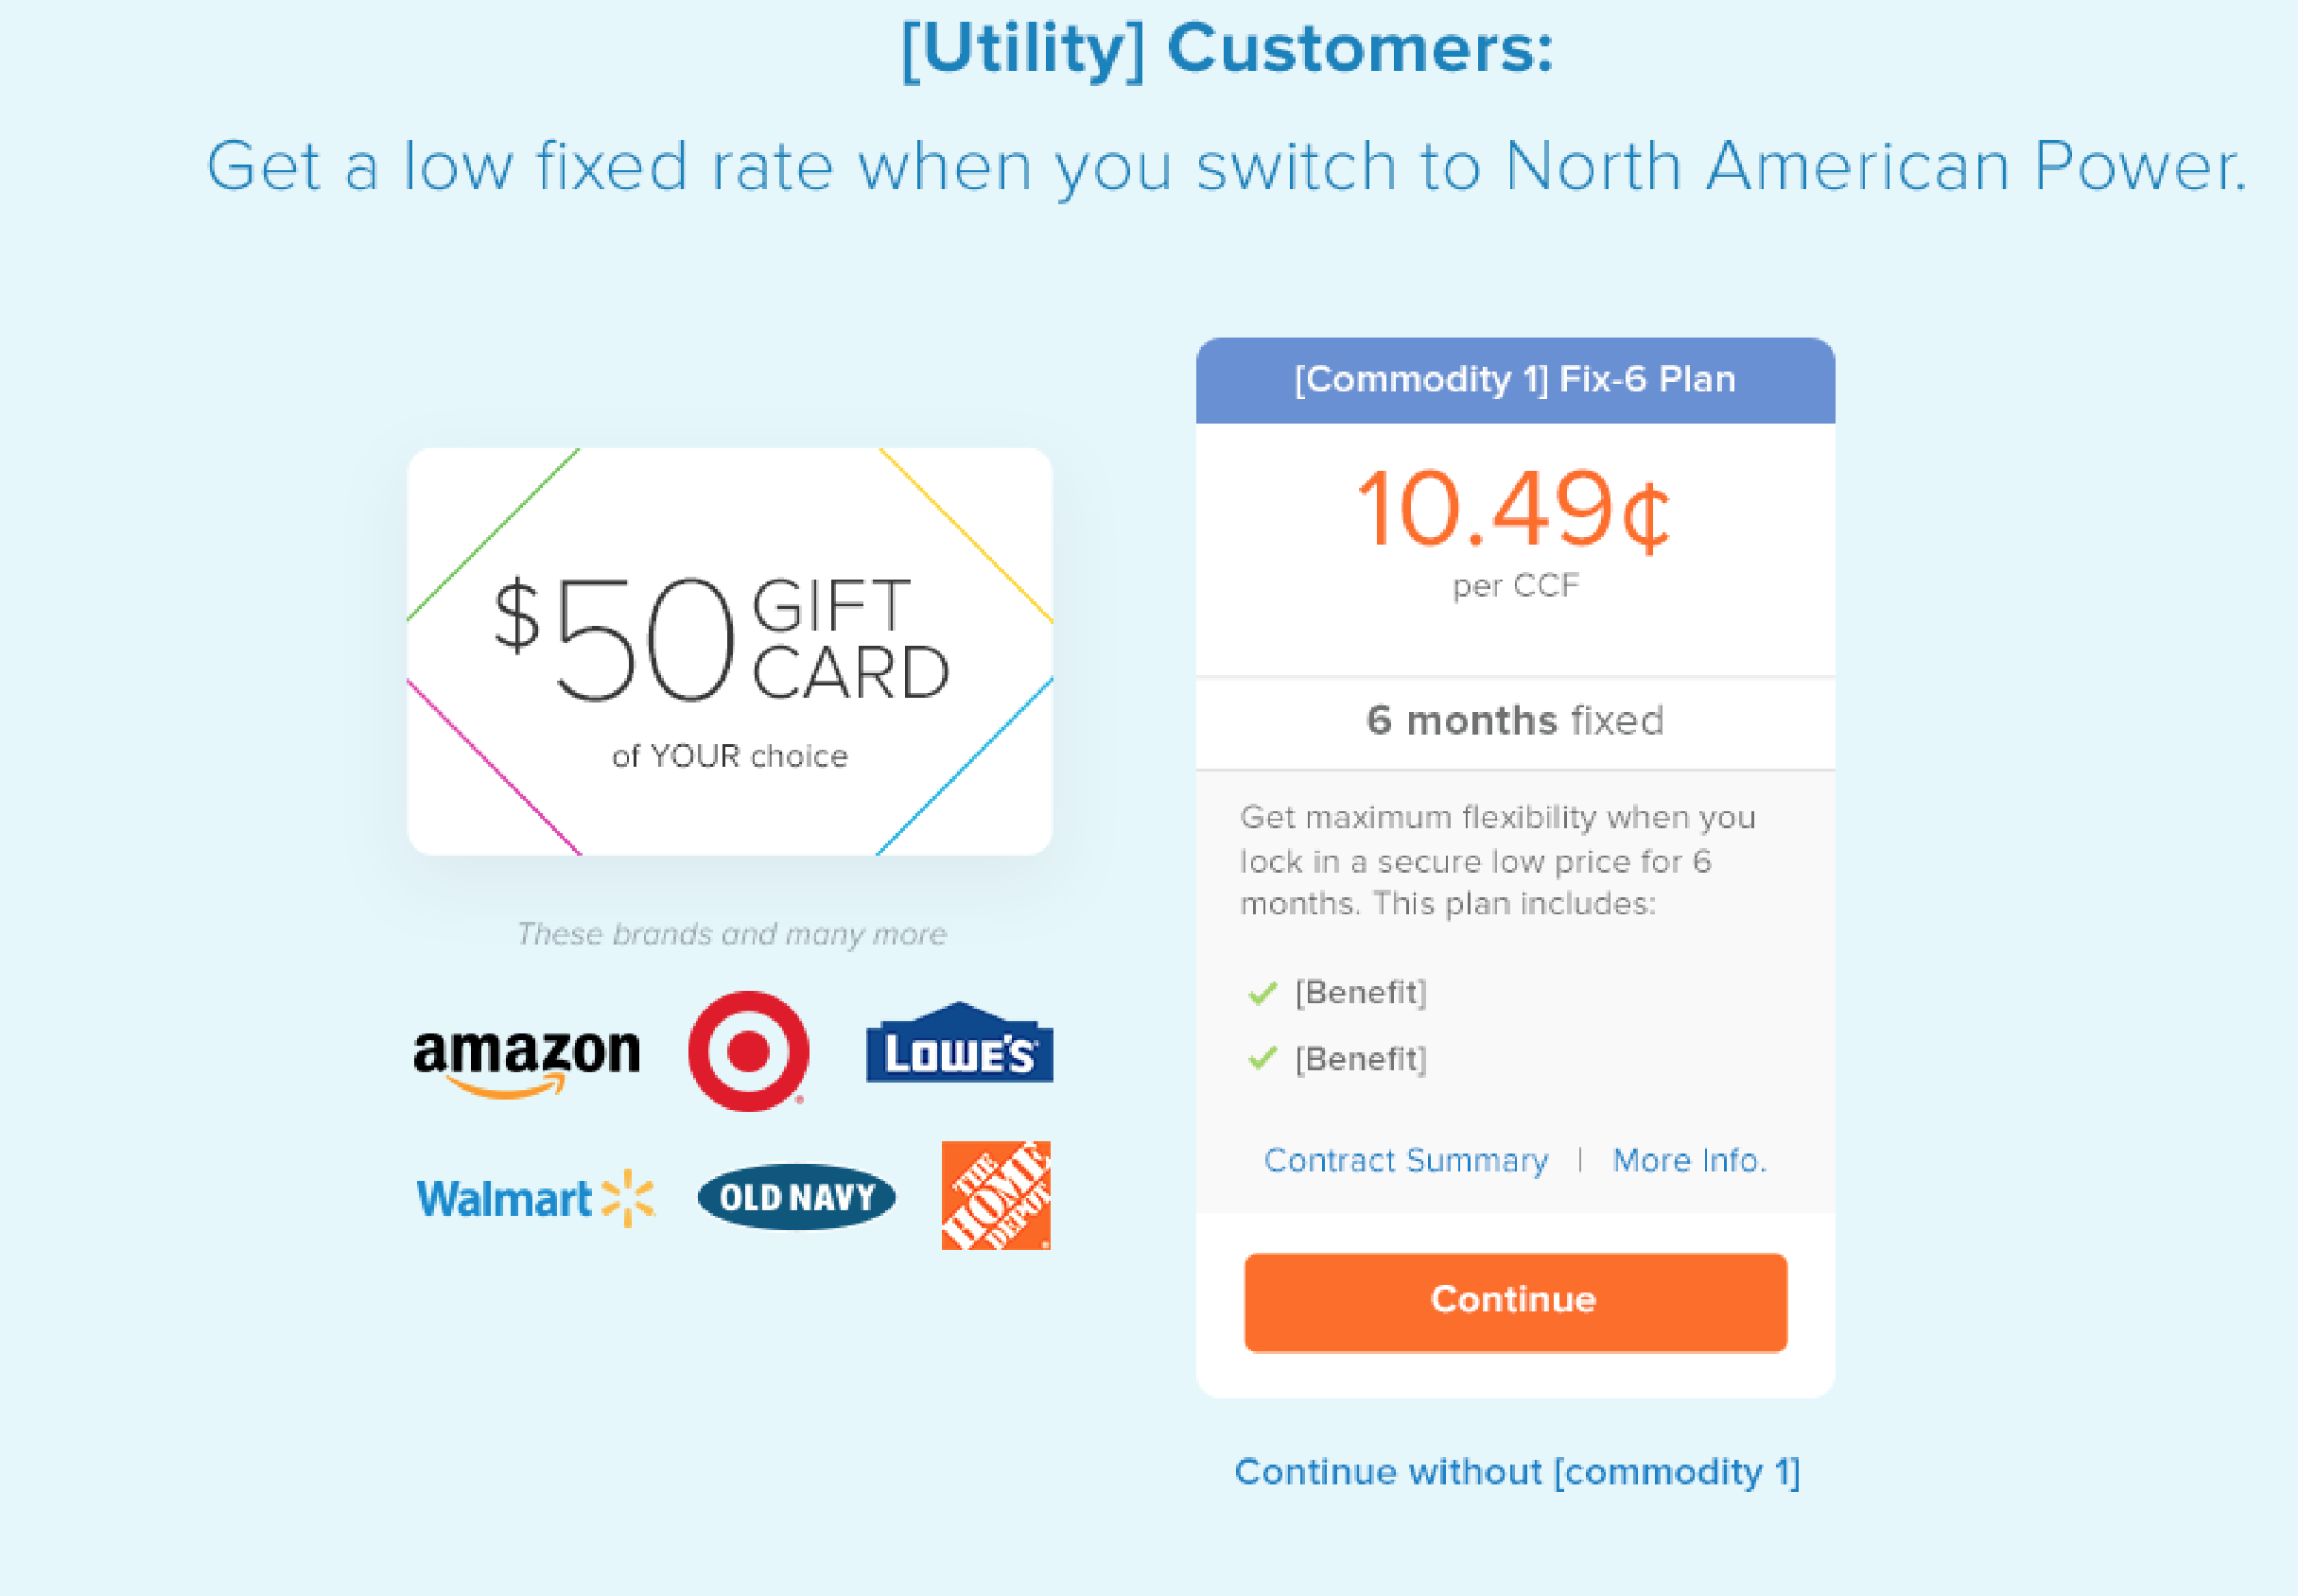 [Utility] Customers:
Get a low fixed rate when you switch to North American Power.
$50 GIFT
CARD
of YOUR choice
These brands and many more
amazon
LOWE'S
Walmart
OLD NAVY
THE
HOME
DEPOT
[Commodity 1] Fix-6 Plan
10.49¢
per CCF
6 months fixed
Get maximum flexibility when you
lock in a secure low price for 6
months. This plan includes:
[Benefit]
[Benefit]
Contract Summary | More Info.
Continue
Continue without [commodity 1]